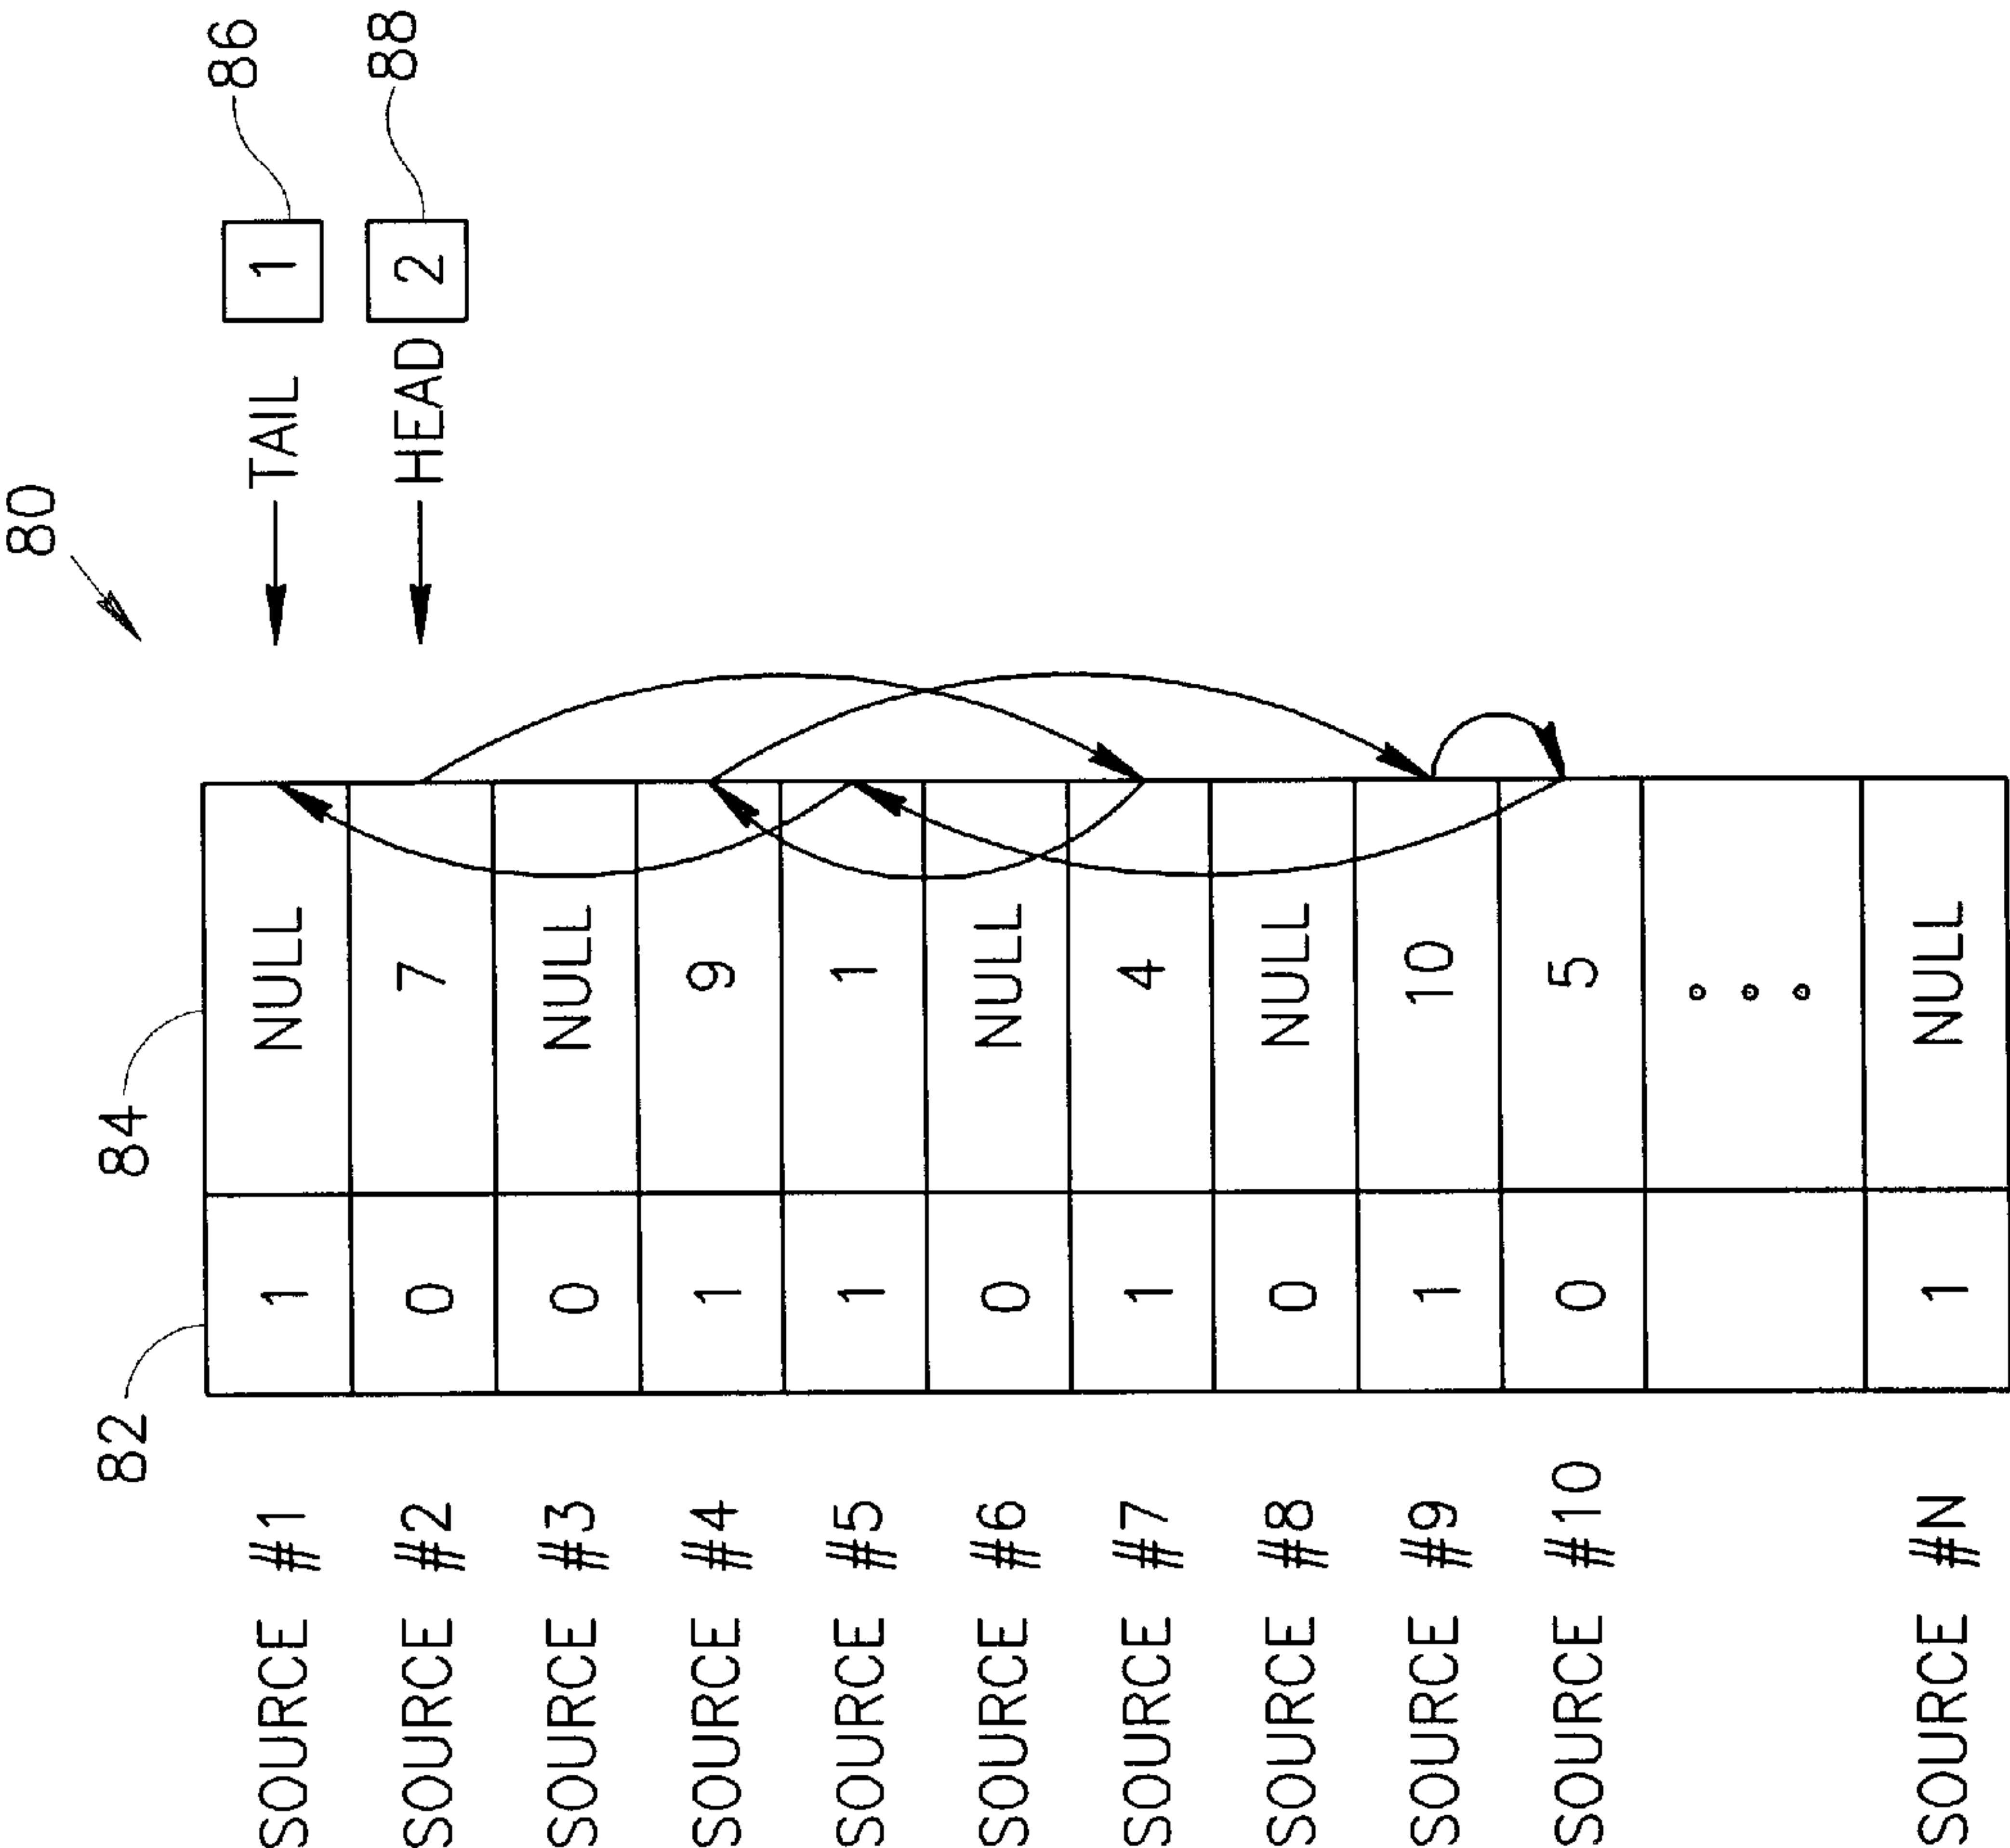 80
82
84
SOURCE #1 1 NULL TAIL 1 86
SOURCE #2 0 7 HEAD 2 88
SOURCE #3 0 NULL
SOURCE #4 1 9
SOURCE #5 1 1
SOURCE #6 0 NULL
SOURCE #7 1 4
SOURCE #8 0 NULL
SOURCE #9 1 10
SOURCE #10 0 5
SOURCE #N 1 NULL